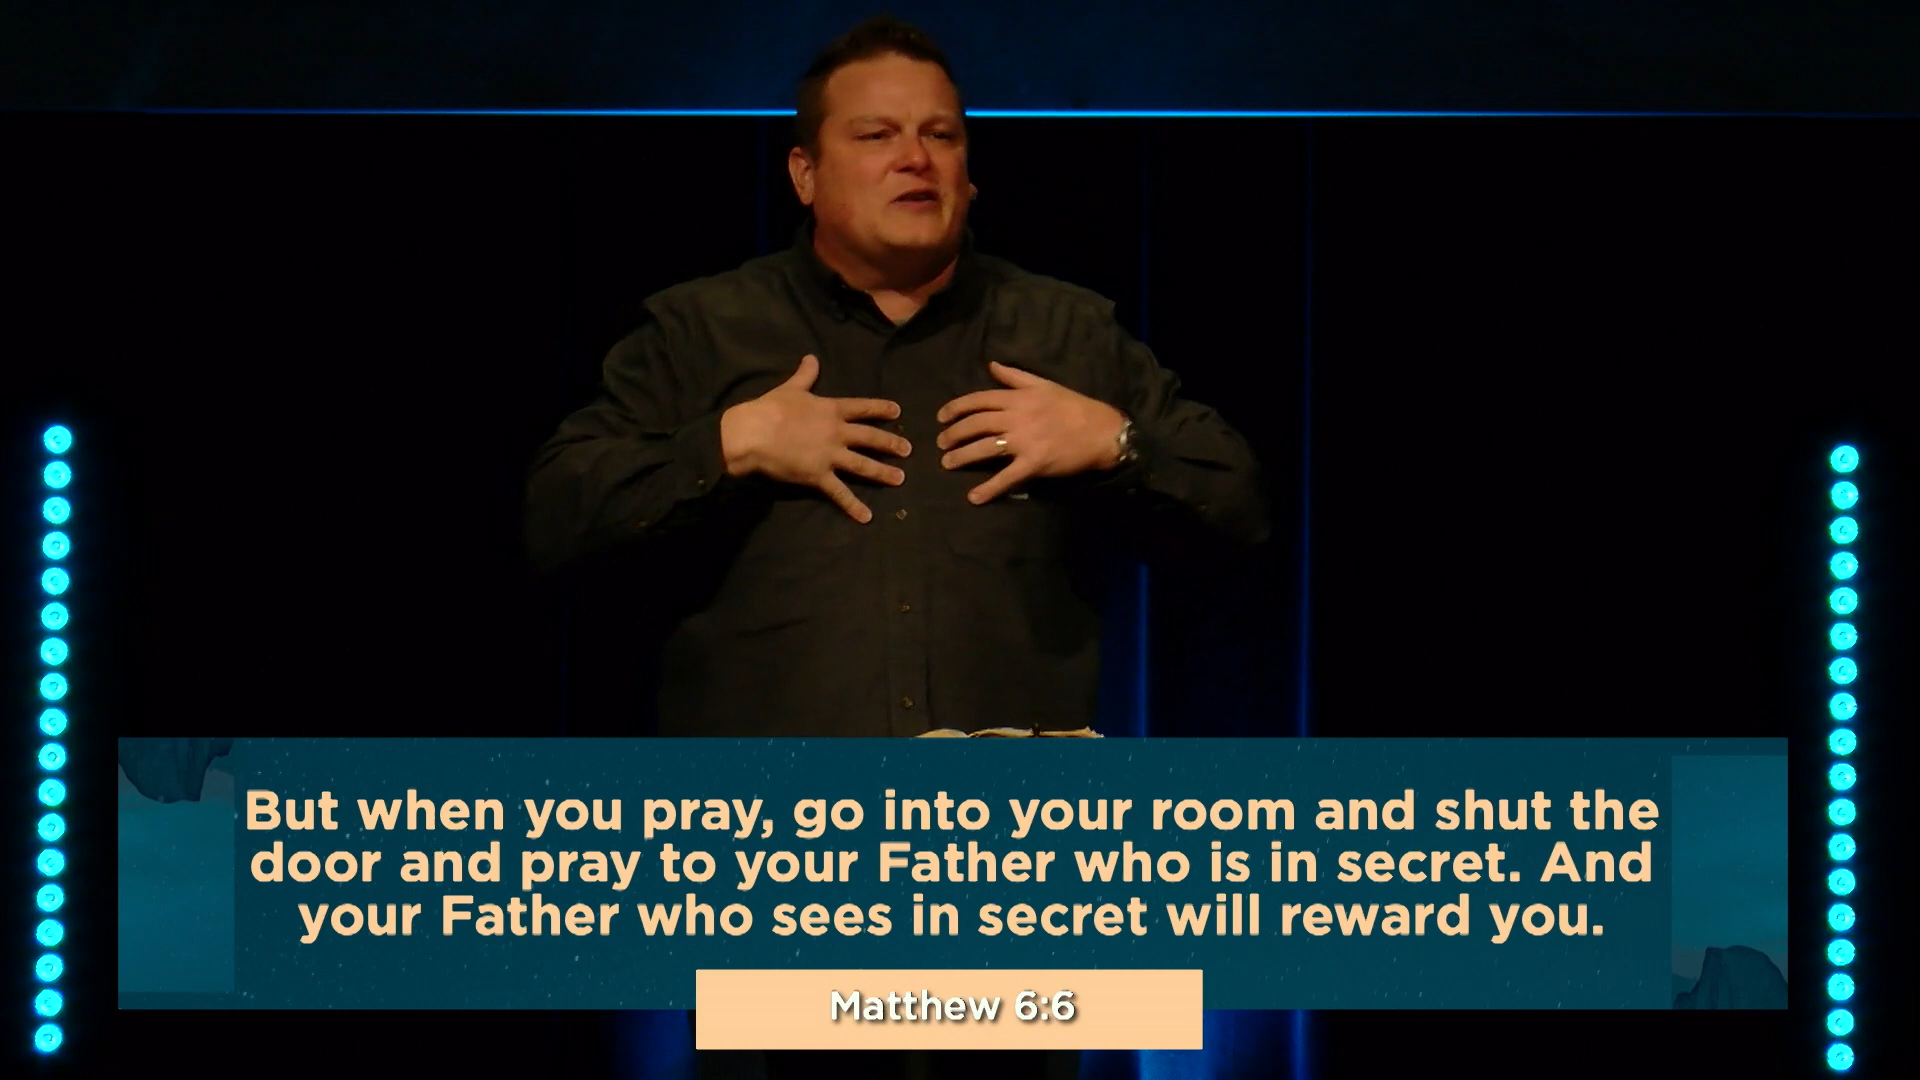 But when you pray, go into your room and shut the
door and pray to your Father who is in secret. And
your Father who sees in secret will reward you.
Matthew 6:6